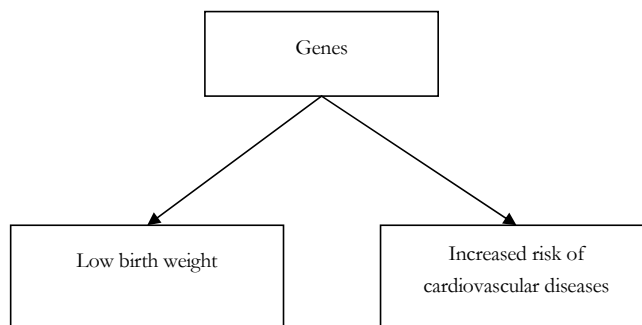 Genes
Low birth weight
Increased risk of
cardiovascular diseases